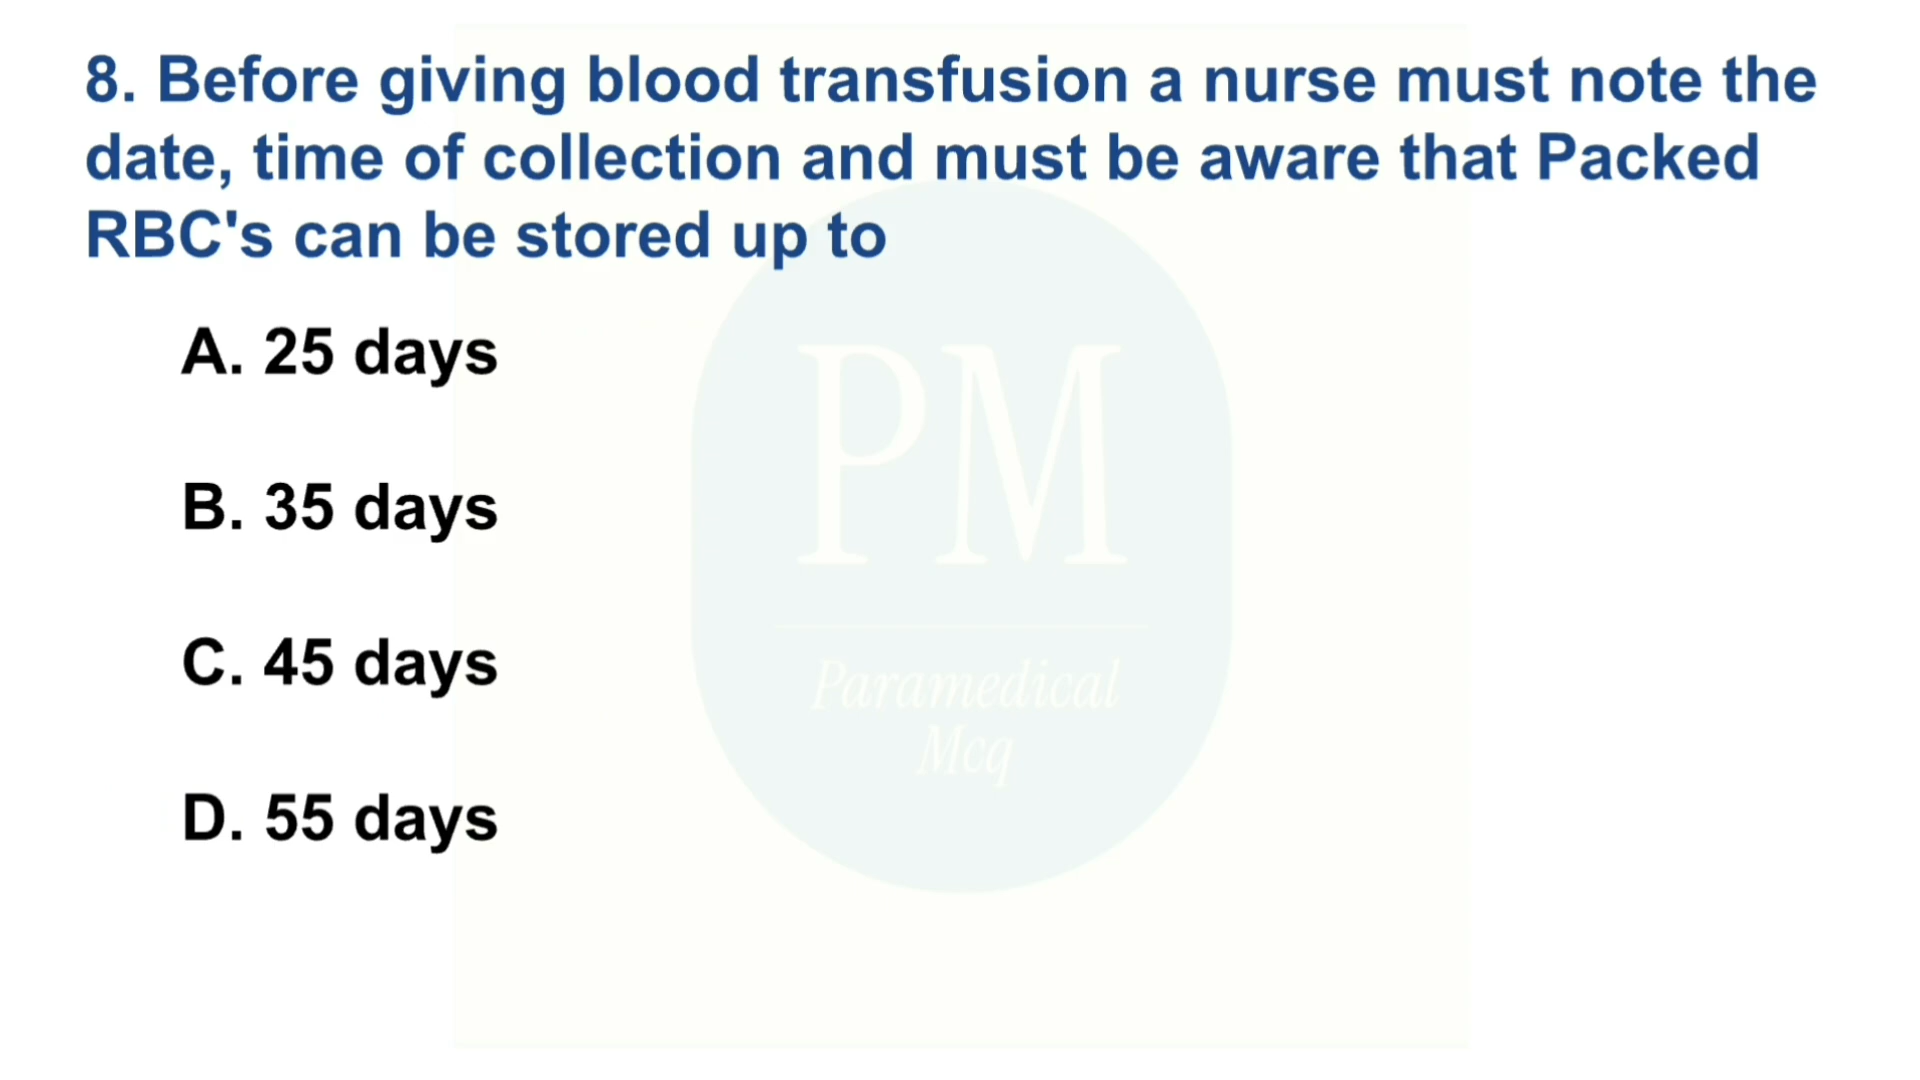 8. Before giving blood transfusion a nurse must note the
date, time of collection and must be aware that Packed
RBC's can be stored up to
A. 25 days
B. 35 days
C. 45 days
D. 55 days
PM
Paramedical
Mcq